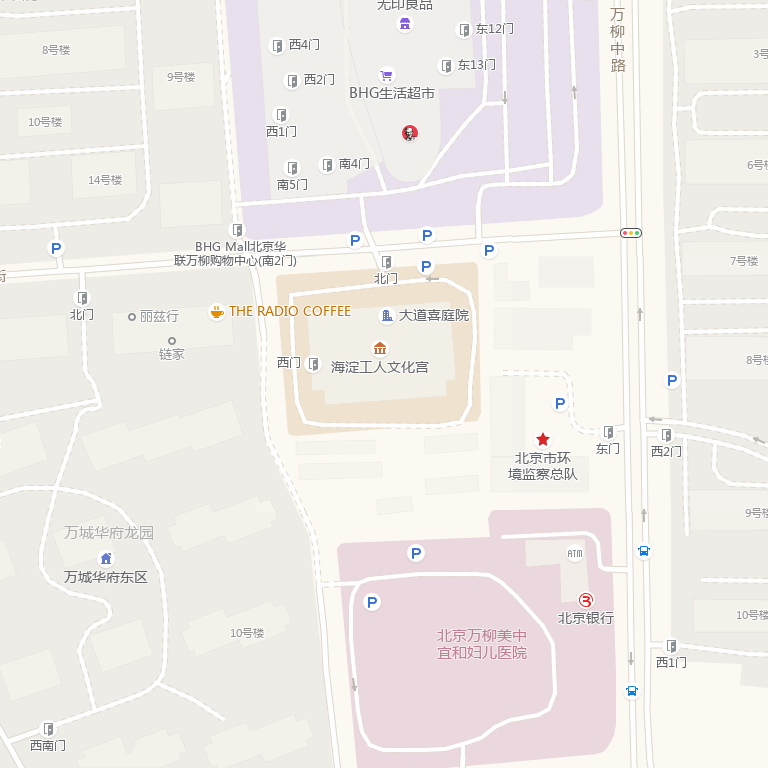 无印良品
东12门
万柳中路
8号楼
西4门
3号
9号楼
西2门
东13门
BHG生活超市
10号楼
西1门
14号楼
南5门
南4门
6号楼
P
BHG Mall北京华
联万柳购物中心(南2门)
P
P
P
P
街
北门
7号楼
北门
丽兹行
THE RADIO COFFEE
大道喜庭院
链家
西门
海淀工人文化宫
8号楼
P
P
东门
西2门
北京市环
境监察总队
9号楼
万城华府龙园
万城华府东区
P
ATM
P
北京银行
10号楼
10号楼
北京万柳美中
宜和妇儿医院
西1门
西南门